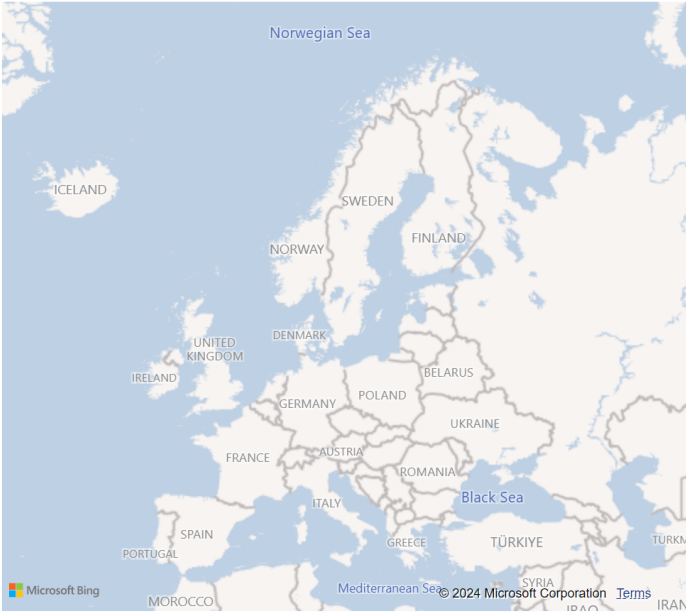 Norwegian Sea
ICELAND
SWEDEN
FINLAND
NORWAY
DENMARK
UNITED
KINGDOM
IRELAND
BELARUS
GERMANY
POLAND
UKRAINE
FRANCE
AUSTRIA
ROMANIA
Black Sea
ITALY
SPAIN
GREECE
TÜRKIYE
TURKM
PORTUGAL
SYRIA
Microsoft Bing
Mediterranean Sea
© 2024 Microsoft Corporation Terms
MOROCCO
IRAQ
IRAN